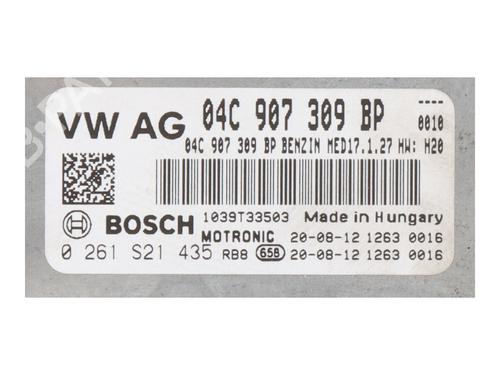 VW AG 04C 907 309 BP ----
0010
04C 907 309 BP BENZIN MED17.1.27 HW: H20
BOSCH 1039T33503 Made in Hungary
MOTRONIC 20-08-12 1263 0016
0 261 S21 435 RB8 658 20-08-12 1263 0016